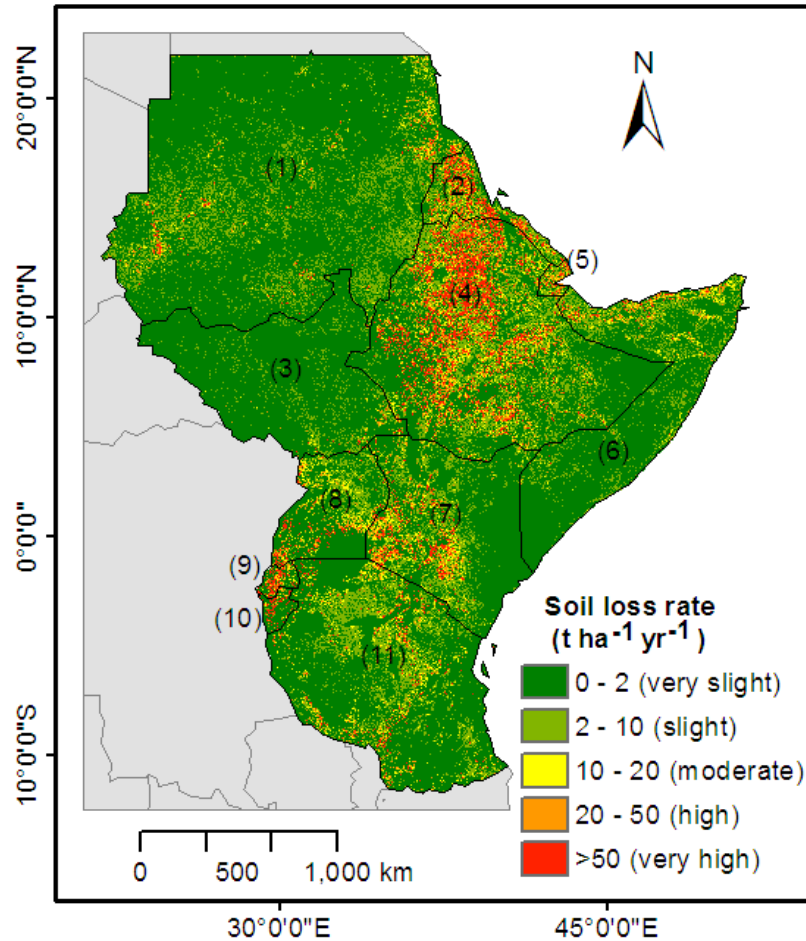 N
20°0'0"N
10°0'0"N
0°0'0"
10°0'0"S
(1)
(2)
(5)
(4)
(3)
(6)
(8)
(7)
(9)
(10)
(11)
Soil loss rate
(t ha⁻¹ yr⁻¹ )
0 - 2 (very slight)
2 - 10 (slight)
10 - 20 (moderate)
20 - 50 (high)
>50 (very high)
0 500 1,000 km
30°0'0"E 45°0'0"E